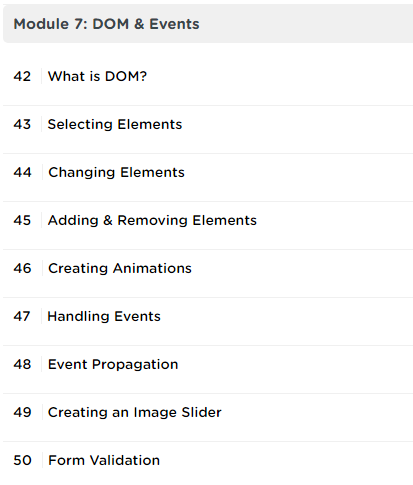 Module 7: DOM & Events
42 What is DOM?
43 Selecting Elements
44 Changing Elements
45 Adding & Removing Elements
46 Creating Animations
47 Handling Events
48 Event Propagation
49 Creating an Image Slider
50 Form Validation